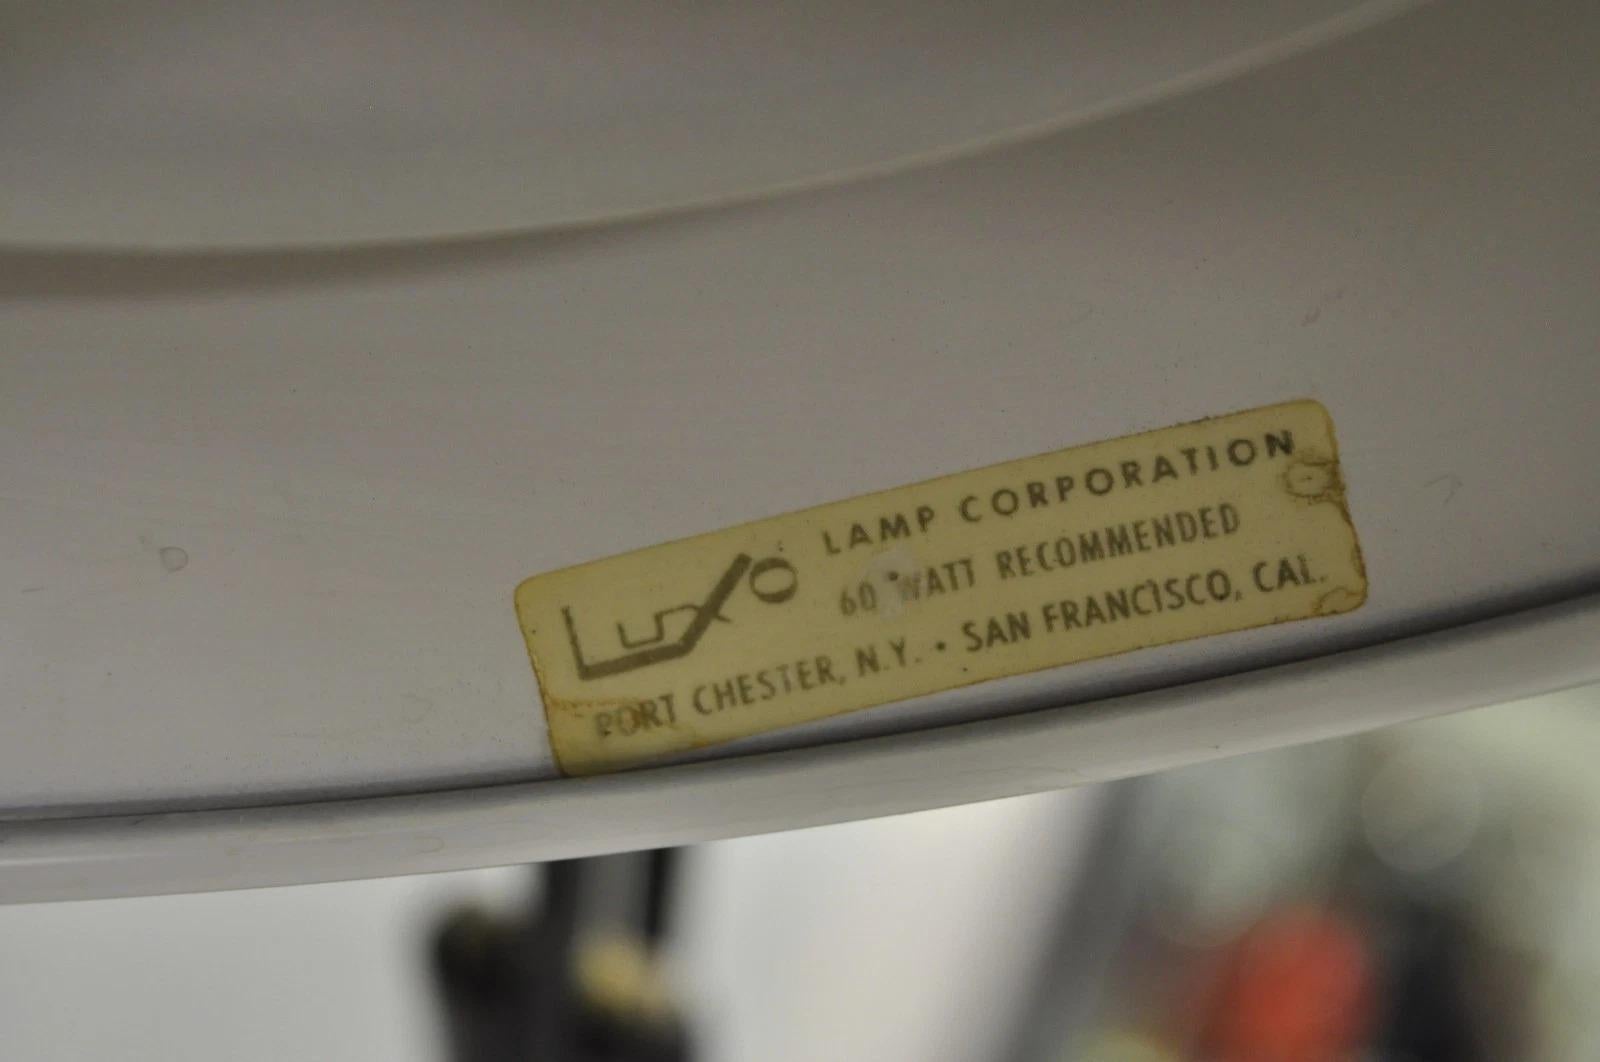 Luxo LAMP CORPORATION
60 WATT RECOMMENDED
PORT CHESTER, N.Y. • SAN FRANCISCO, CAL.